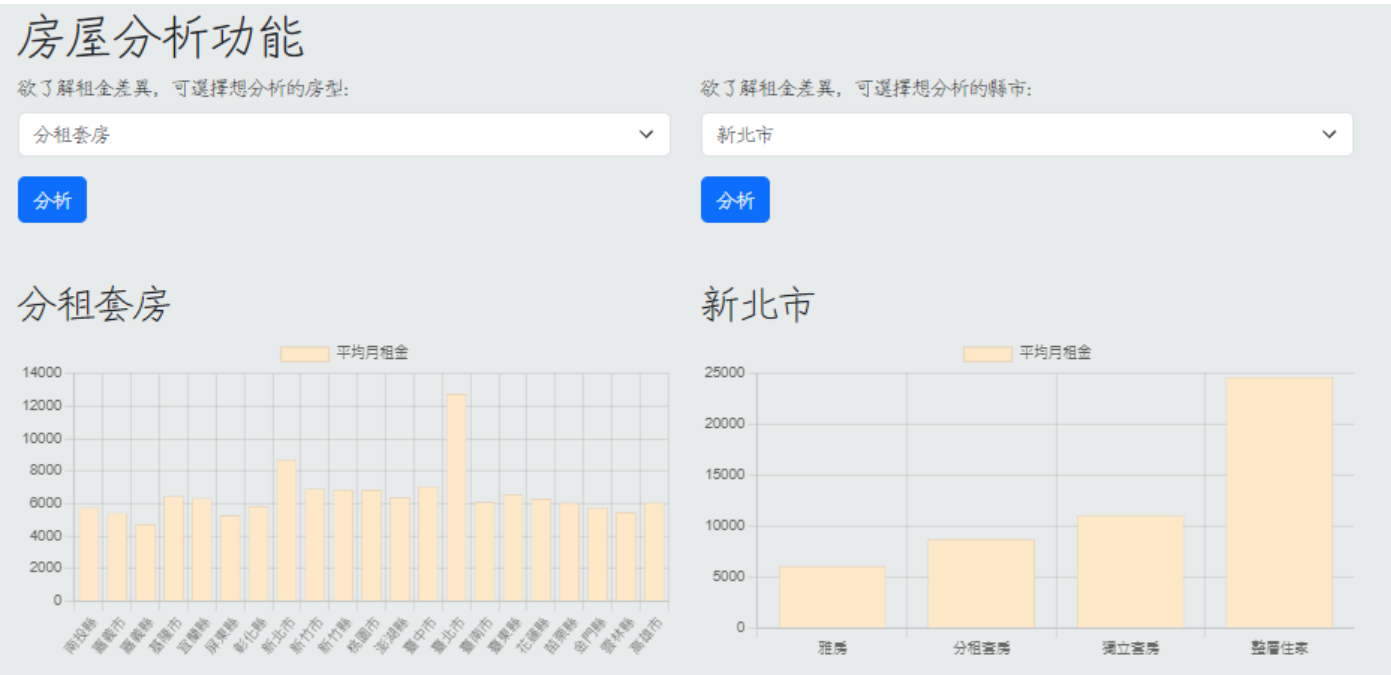 房屋分析功能
欲了解租金差異，可選擇想分析的房型:
分租套房
分析
欲了解租金差異，可選擇想分析的縣市:
新北市
分析
分租套房
平均月租金
14000
12000
10000
8000
6000
4000
2000
0
南投縣
嘉義市
嘉義縣
基隆市
宜蘭縣
屏東縣
彰化縣
新北市
新竹市
新竹縣
桃園市
澎湖縣
臺中市
臺北市
臺南市
臺東縣
花蓮縣
苗栗縣
金門縣
雲林縣
高雄市
新北市
平均月租金
25000
20000
15000
10000
5000
0
雅房
分租套房
獨立套房
整層住家